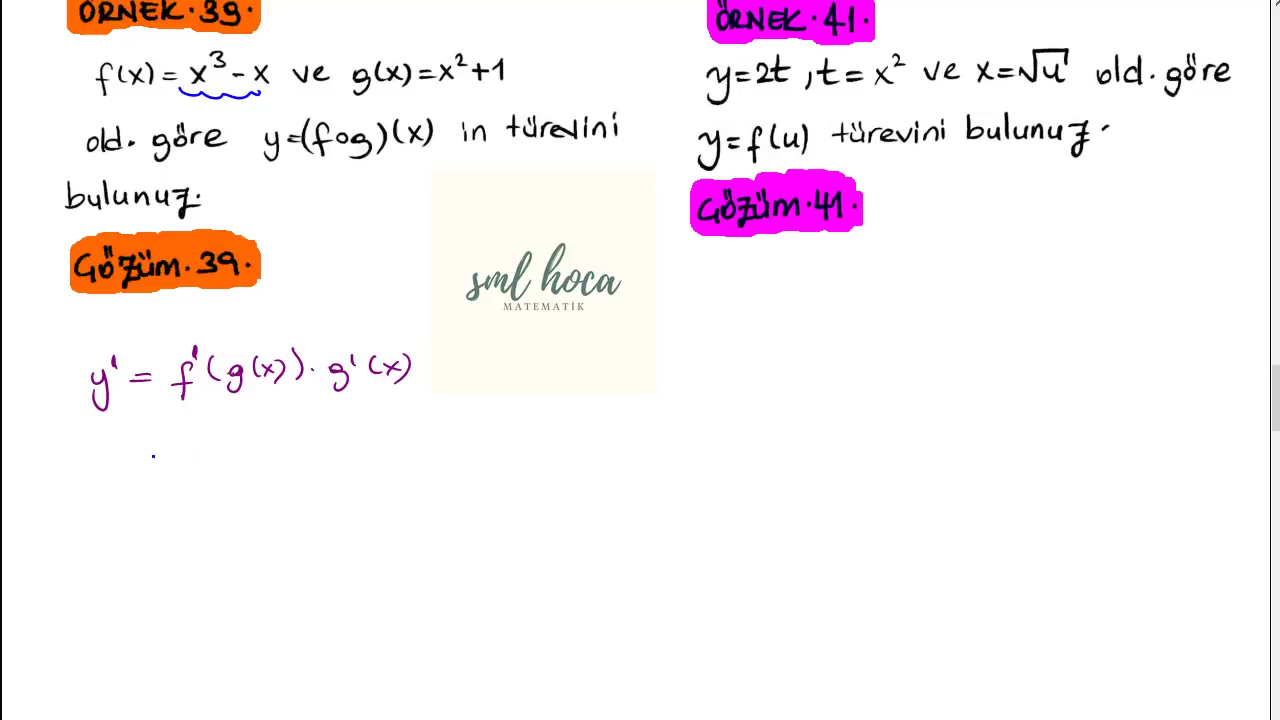 ÖRNEK.39.
f(x) = x³ - x ve g(x) = x² + 1
old. göre y = (fog)(x) in türevini
bulunuz.
ÇÖZÜM.39.
y' = f'(g(x)) . g'(x)
sml hoca
MATEMATİK
ÖRNEK.41.
y = 2t , t = x² ve x = √u old. göre
y = f(u) türevini bulunuz.
ÇÖZÜM.41.